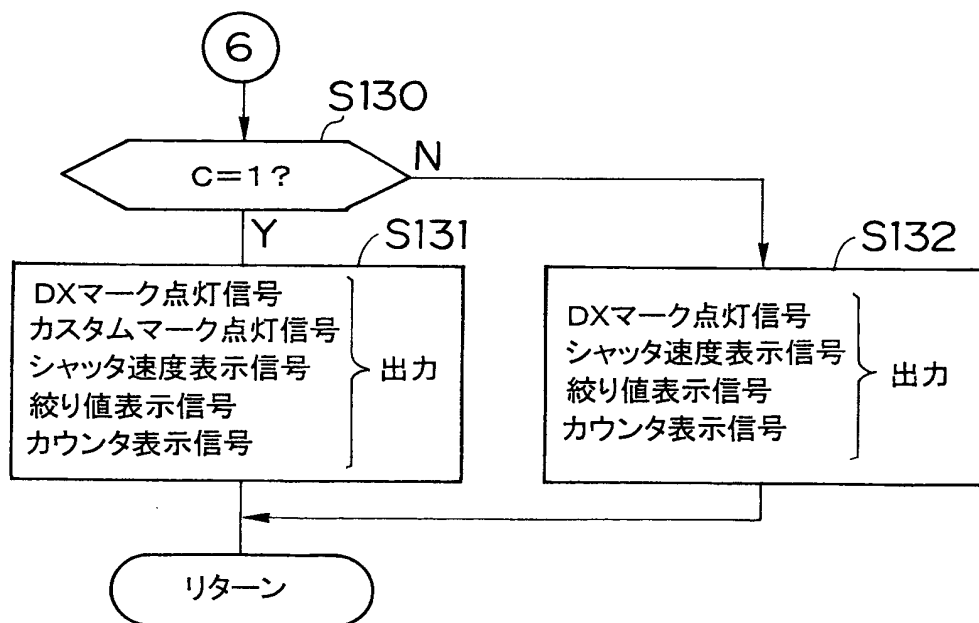 6
S130
C=1?
N
Y
S131
DXマーク点灯信号
カスタムマーク点灯信号
シャッタ速度表示信号
絞り値表示信号
カウンタ表示信号
出力
S132
DXマーク点灯信号
シャッタ速度表示信号
絞り値表示信号
カウンタ表示信号
出力
リターン